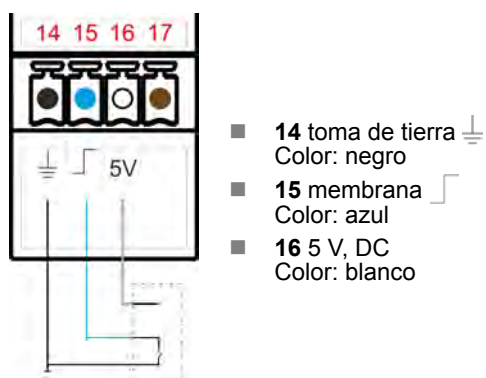 14 15 16 17
5V
14 toma de tierra
Color: negro
15 membrana
Color: azul
16 5 V, DC
Color: blanco